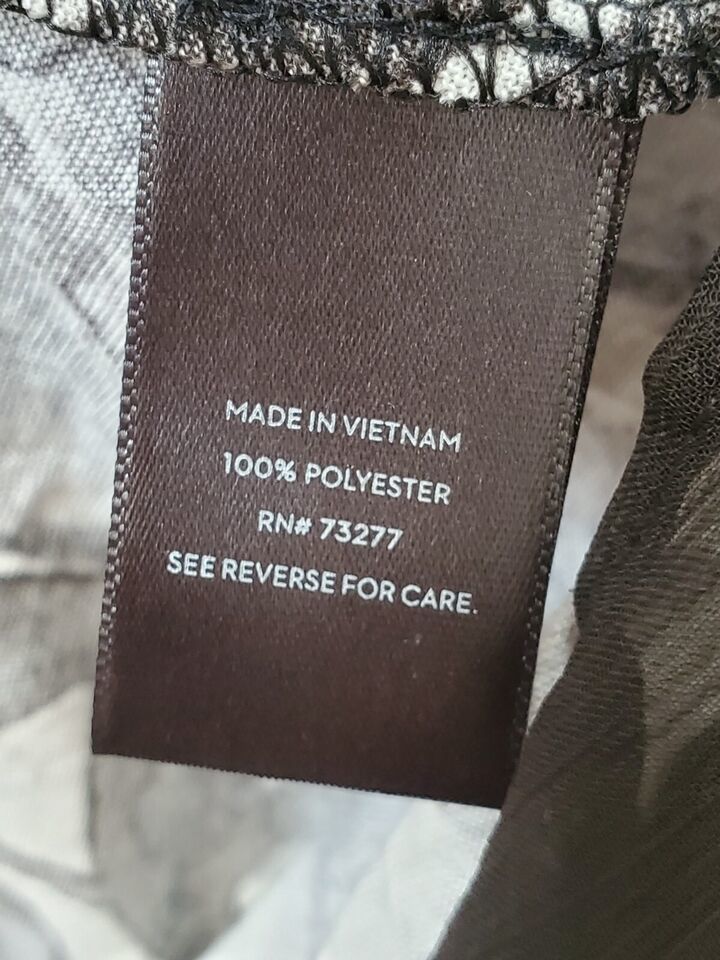 MADE IN VIETNAM
100% POLYESTER
RN# 73277
SEE REVERSE FOR CARE.